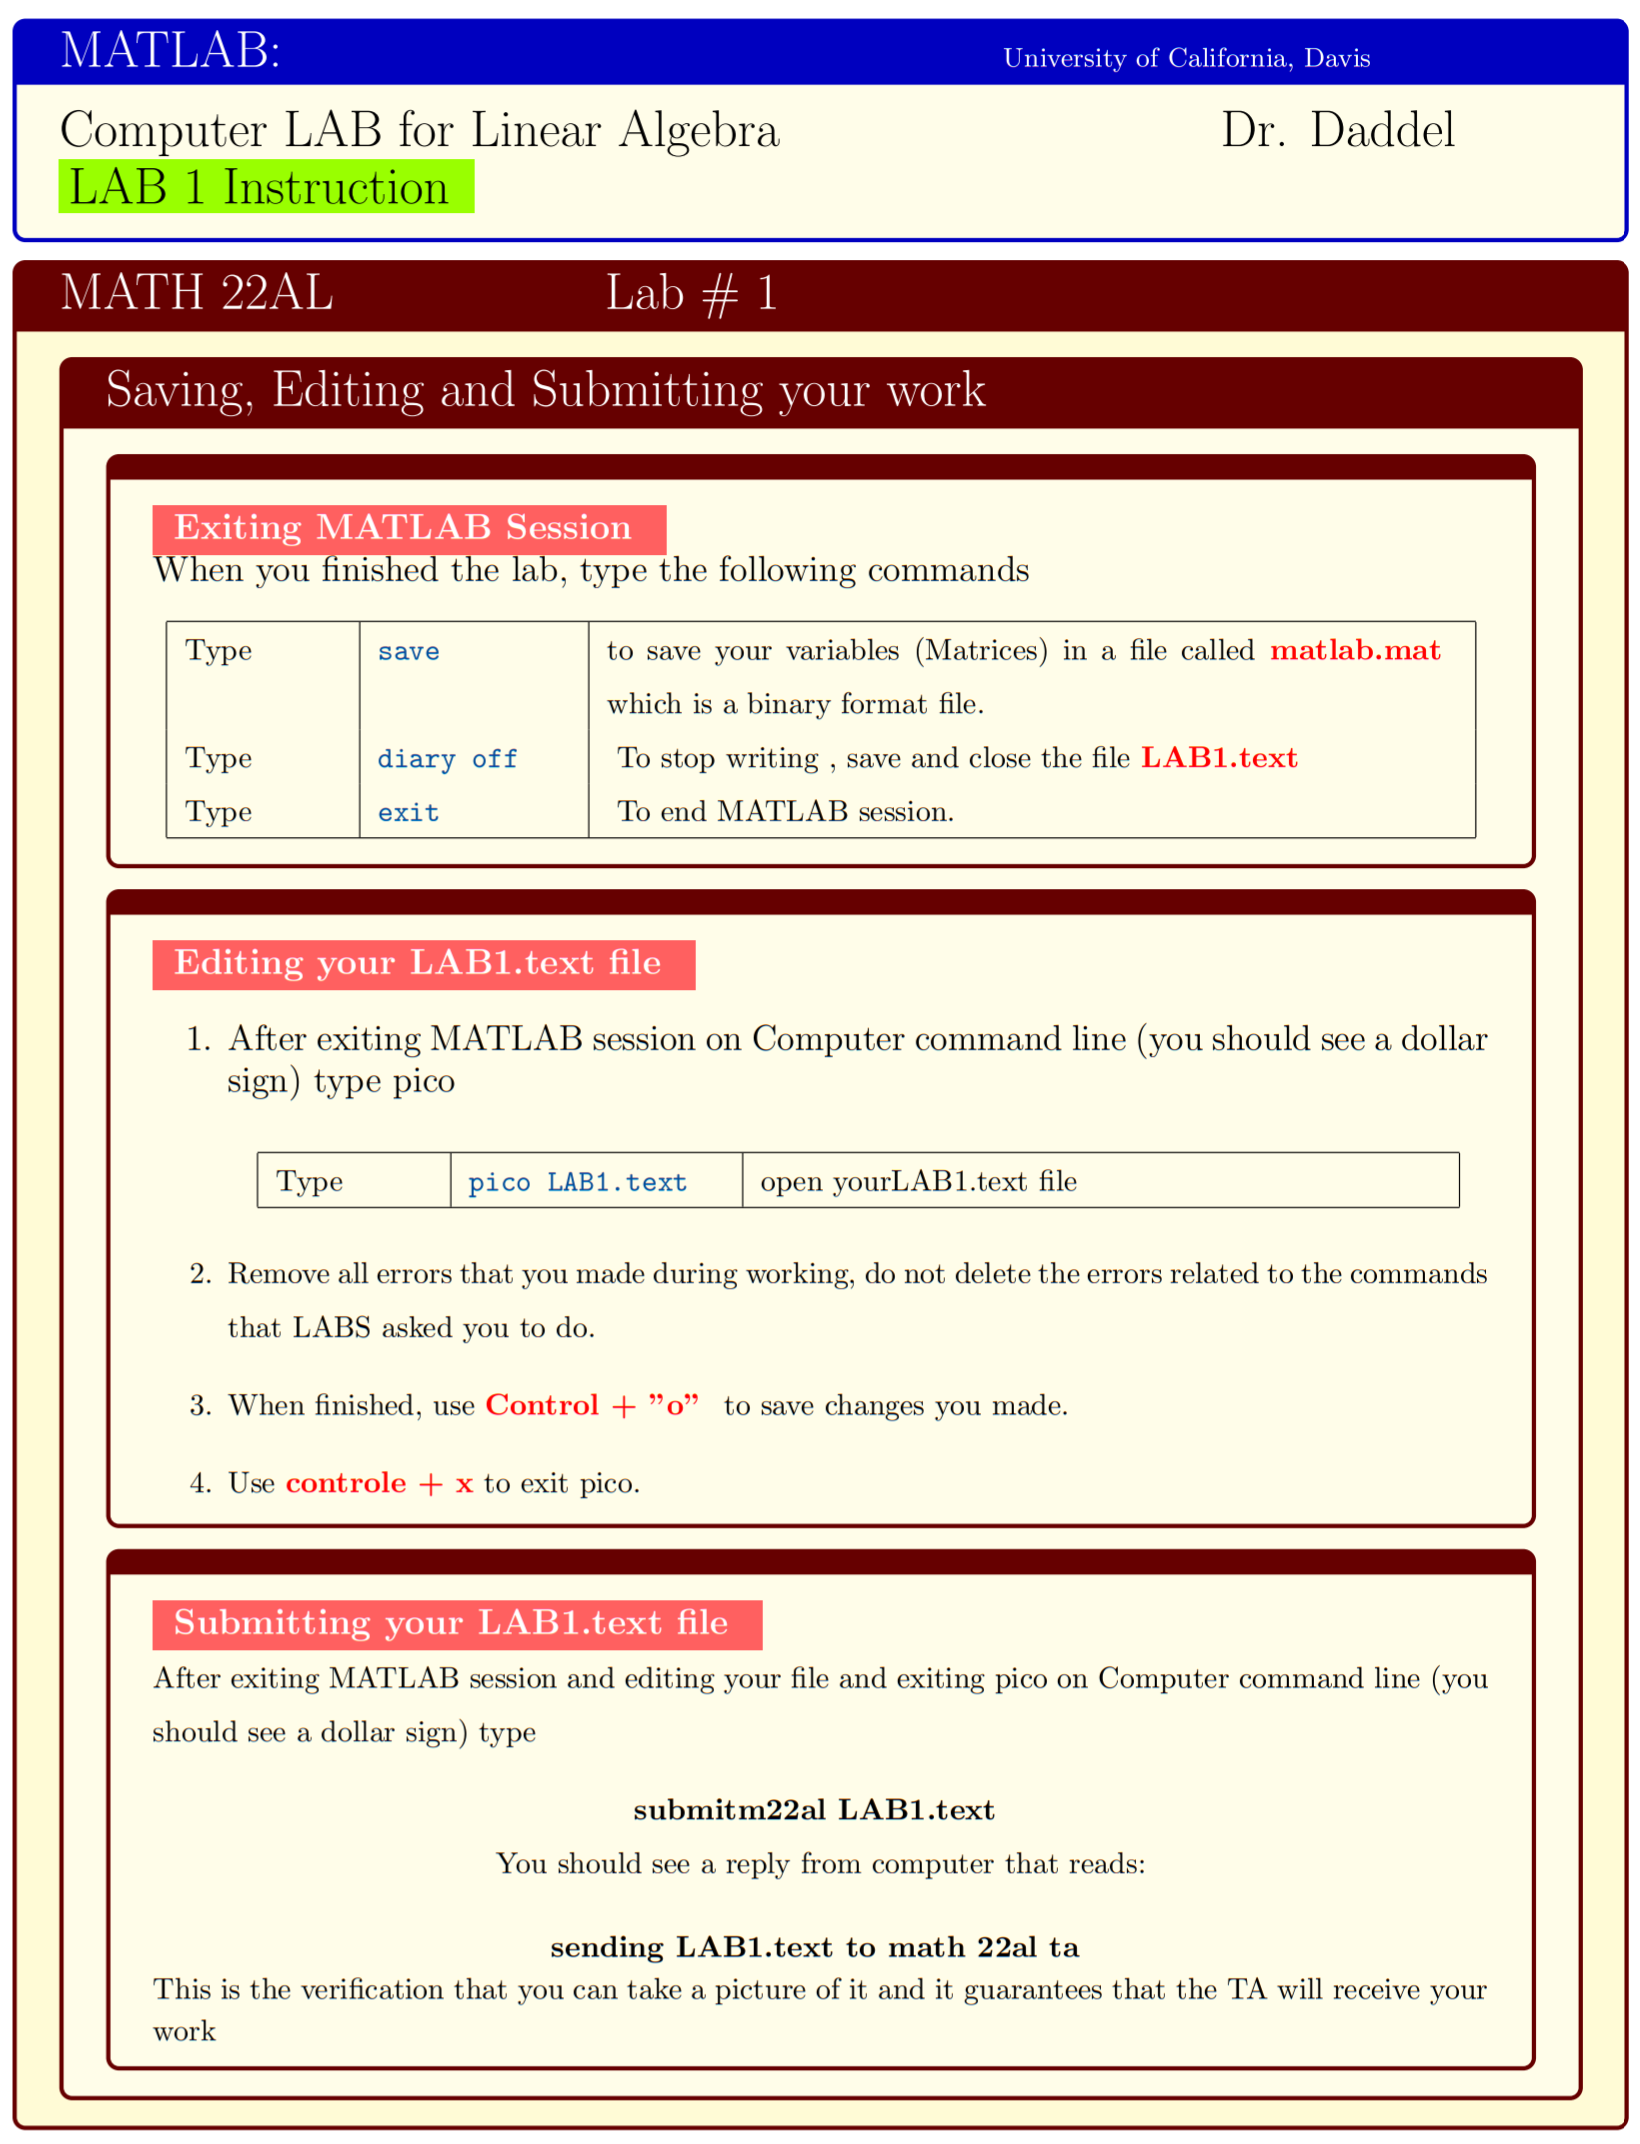 MATLAB: University of California, Davis
Computer LAB for Linear Algebra Dr. Daddel
LAB 1 Instruction
MATH 22AL Lab # 1
Saving, Editing and Submitting your work
Exiting MATLAB Session
When you finished the lab, type the following commands
Type save to save your variables (Matrices) in a file called matlab.mat
which is a binary format file.
Type diary off To stop writing , save and close the file LAB1.text
Type exit To end MATLAB session.
Editing your LAB1.text file
1. After exiting MATLAB session on Computer command line (you should see a dollar
sign) type pico
Type pico LAB1.text open yourLAB1.text file
2. Remove all errors that you made during working, do not delete the errors related to the commands
that LABS asked you to do.
3. When finished, use Control + ”o” to save changes you made.
4. Use controle + x to exit pico.
Submitting your LAB1.text file
After exiting MATLAB session and editing your file and exiting pico on Computer command line (you
should see a dollar sign) type
submitm22al LAB1.text
You should see a reply from computer that reads:
sending LAB1.text to math 22al ta
This is the verification that you can take a picture of it and it guarantees that the TA will receive your
work